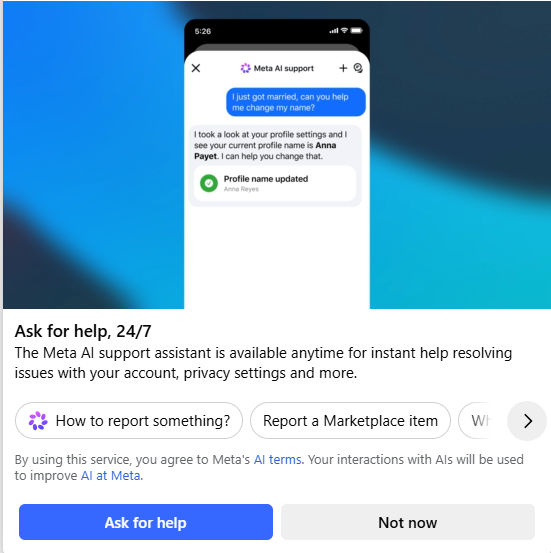 5:26
Meta AI support
I just got married, can you help
me change my name?
I took a look at your profile settings and I
see your current profile name is Anna
Payet. I can help you change that.
Profile name updated
Anna Reyes
Ask for help, 24/7
The Meta AI support assistant is available anytime for instant help resolving
issues with your account, privacy settings and more.
How to report something?
Report a Marketplace item
By using this service, you agree to Meta's AI terms. Your interactions with AIs will be used
to improve AI at Meta.
Ask for help
Not now